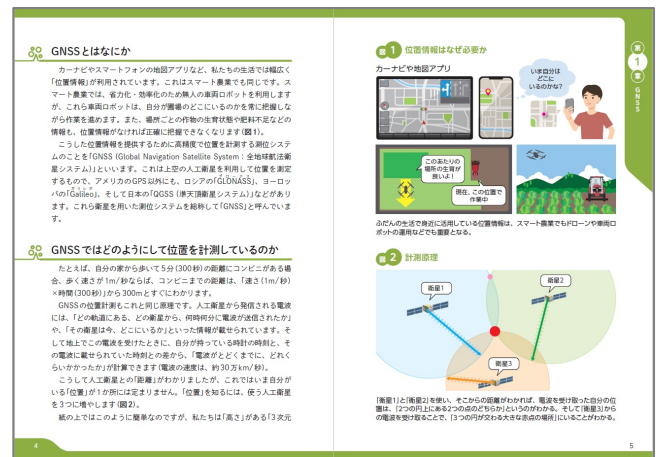 GNSSとはなにか
カーナビやスマートフォンの地図アプリなど、私たちの生活では幅広く
「位置情報」が利用されています。これはスマート農業でも同じです。ス
マート農業では、省力化・効率化のため無人の車両ロボットを利用します
が、これら車両ロボットは、自分が圃場のどこにいるのかを常に把握しな
がら作業を進めます。また、場所ごとの作物の生育状態や肥料不足などの
情報も、位置情報がなければ正確に把握できなくなります(図1)。
こうした位置情報を提供するために高精度で位置を計測する測位システ
ムのことを「GNSS (Global Navigation Satellite System:全地球航法衛
星システム)」といいます。これは上空の人工衛星を利用して位置を測定
するもので、アメリカのGPS以外にも、ロシアの「GLONASS」、ヨーロッ
パの「Galileo」、そして日本の「QGSS(準天頂衛星システム)」などがあり
ます。これら衛星を用いた測位システムを総称して「GNSS」と呼んでいま
す。
GNSSではどのようにして位置を計測しているのか
たとえば、自分の家から歩いて5分(300秒)の距離にコンビニがある場
合、歩く速さが1m/秒ならば、コンビニまでの距離は、「速さ(1m/秒)
×時間(300秒)」から300mとすぐにわかります。
GNSSの位置計測もこれと同じ原理です。人工衛星から発信される電波
には、「どの軌道にある、どの衛星から、何時何分に電波が送信されたか」
や、「その衛星は今、どこにいるか」といった情報が載せられています。そ
して地上でこの電波を受けたときに、自分が持っている時計の時刻と、そ
の電波に載せられていた時刻との差から、「電波がとどくまでに、どれく
らいかかったか」が計算できます(電波の速度は、約30万km/秒)。
こうして人工衛星との「距離」がわかりましたが、これではいま自分が
いる「位置」が1か所には定まりません。「位置」を知るには、使う人工衛星
を3つに増やします(図2)。
紙の上ではこのように簡単なのですが、私たちは「高さ」がある「3次元
4
図1 位置情報はなぜ必要か
カーナビや地図アプリ
いま自分は
どこに
いるのかな?
このあたりの
場所の生育が
良いよ!
現在、この位置で
作業中
ふだんの生活で身近に活用している位置情報は、スマート農業でもドローンや車両ロ
ボットの運用などでも重要となる。
図2 計測原理
衛星1
衛星2
衛星3
「衛星1」と「衛星2」を使い、そこからの距離がわかれば、電波を受け取った自分の位
置は、「2つの円上にある2つの点のどちらか」というのがわかる。そして「衛星3」から
の電波を受け取ることで、「3つの円が交わる大きな赤点の場所」にいることがわかる。
第1章
GNSS
5